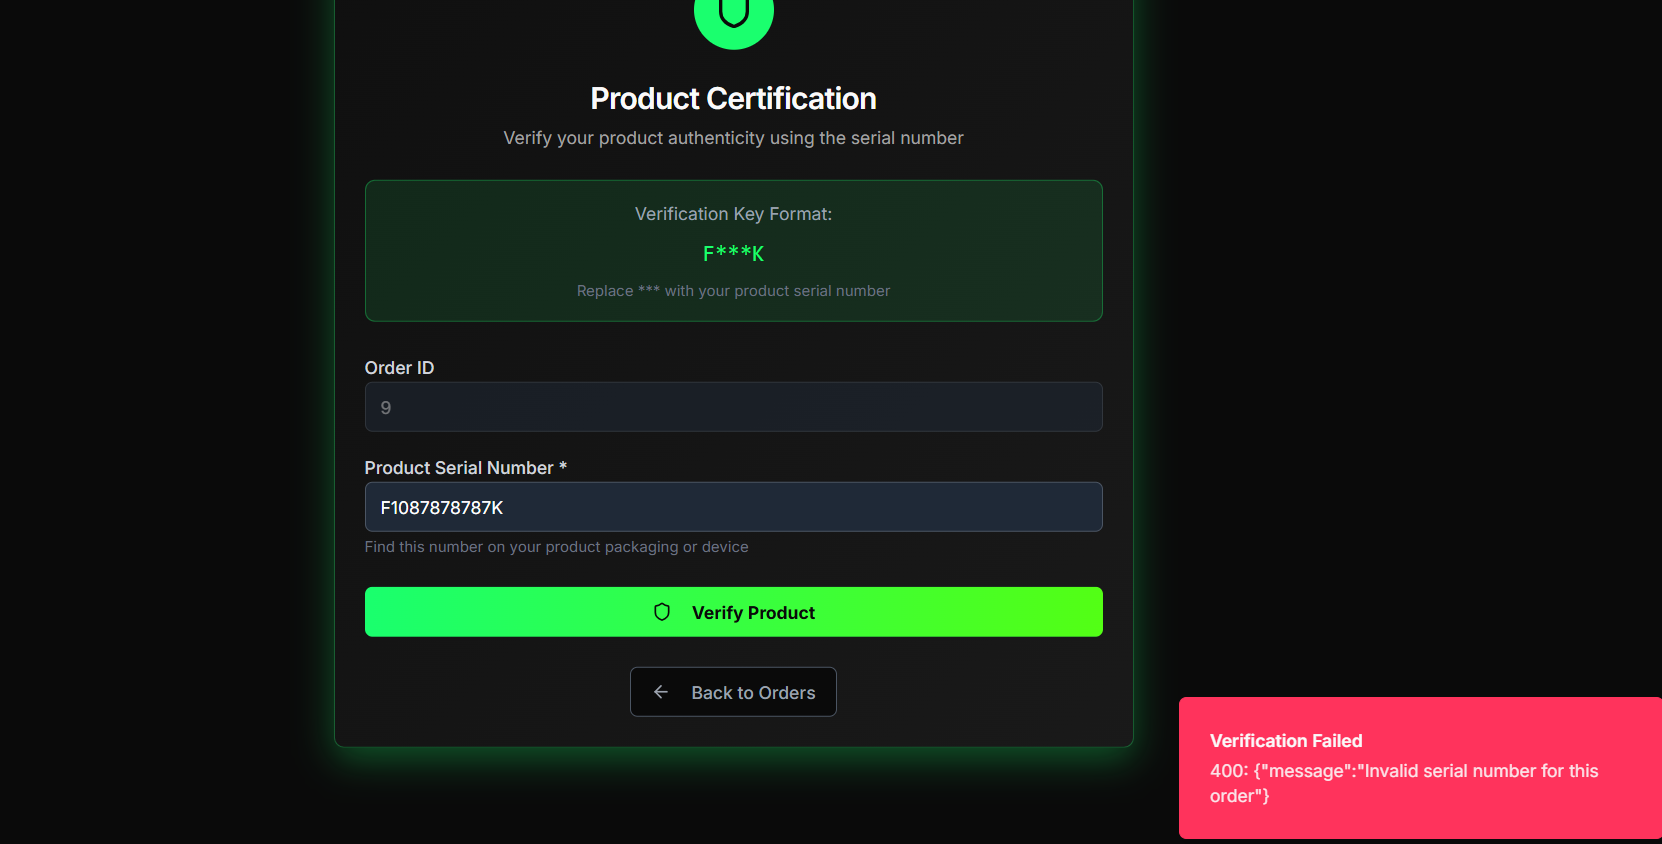 Product Certification
Verify your product authenticity using the serial number
Verification Key Format:
F***K
Replace *** with your product serial number
Order ID
9
Product Serial Number *
F1087878787K
Find this number on your product packaging or device
Verify Product
Back to Orders
Verification Failed
400: {"message":"Invalid serial number for this
order"}